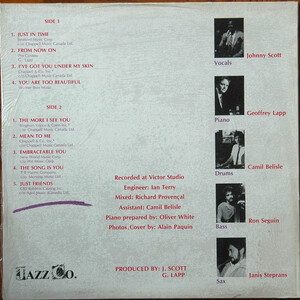 SIDE 1
1. JUST IN TIME
2. FROM NOW ON
3. I'VE GOT YOU UNDER MY SKIN
4. YOU ARE TOO BEAUTIFUL
SIDE 2
1. THE MORE I SEE YOU
2. MEAN TO ME
3. EMBRACEABLE YOU
4. THE SONG IS YOU
5. JUST FRIENDS
Johnny Scott
Vocals
Geoffrey Lapp
Piano
Camil Belisle
Drums
Ron Seguin
Bass
Janis Stegrans
Sax
Recorded at Victor Studio
Engineer: Ian Terry
Mixed: Richard Provençal
Assistant: Camil Belisle
Piano prepared by: Oliver White
Photos, Cover by: Alain Paquin
JAZZ Co.
PRODUCED BY: J. SCOTT
G. LAPP